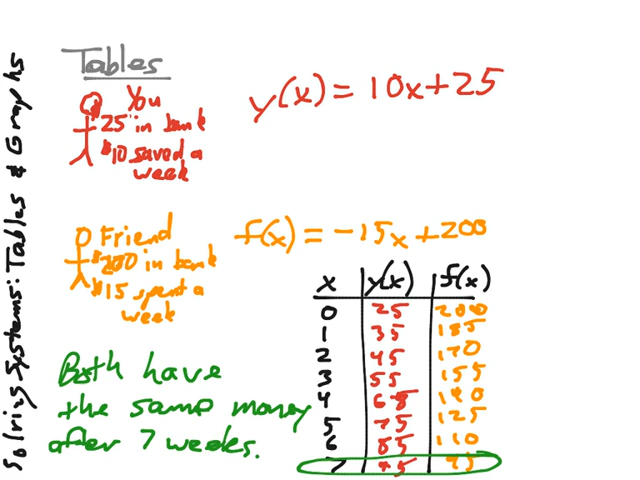 Solving Systems: Tables & Graphs
Tables
You
$25 in bank
$10 saved a
week
y(x) = 10x+25
Friend
$200 in bank
$15 spent a
week
f(x) = -15x+200
x y(x) f(x)
0 25 200
1 35 185
2 45 170
3 55 155
4 65 140
5 75 125
6 85 110
7 95 95
Both have
the same money
after 7 weeks.